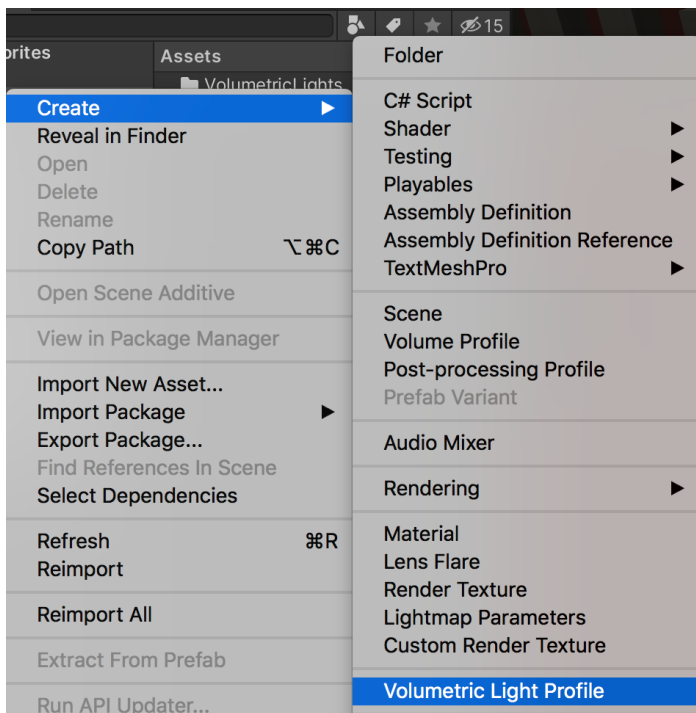 15
orites
Assets
VolumetricLights
Create
Reveal in Finder
Open
Delete
Rename
Copy Path ⌥⌘C
Open Scene Additive
View in Package Manager
Import New Asset...
Import Package
Export Package...
Find References In Scene
Select Dependencies
Refresh ⌘R
Reimport
Reimport All
Extract From Prefab
Run API Updater...
Folder
C# Script
Shader
Testing
Playables
Assembly Definition
Assembly Definition Reference
TextMeshPro
Scene
Volume Profile
Post-processing Profile
Prefab Variant
Audio Mixer
Rendering
Material
Lens Flare
Render Texture
Lightmap Parameters
Custom Render Texture
Volumetric Light Profile